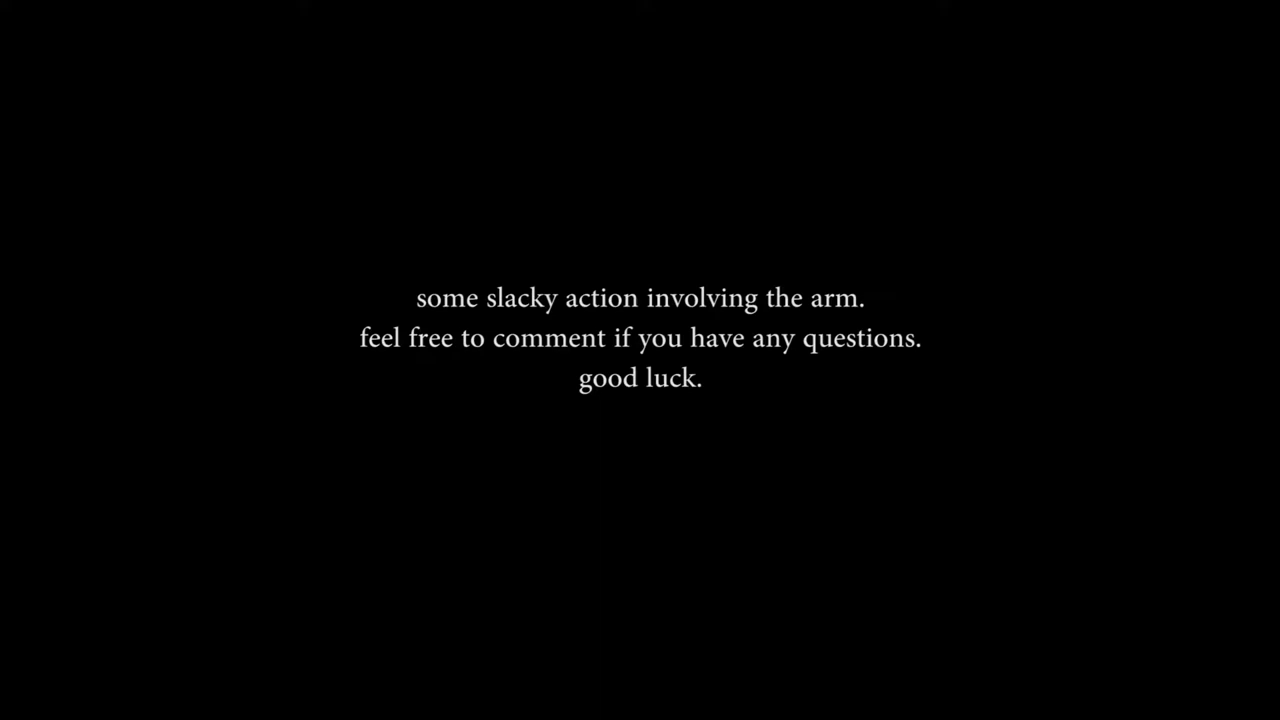 some slacky action involving the arm.
feel free to comment if you have any questions.
good luck.